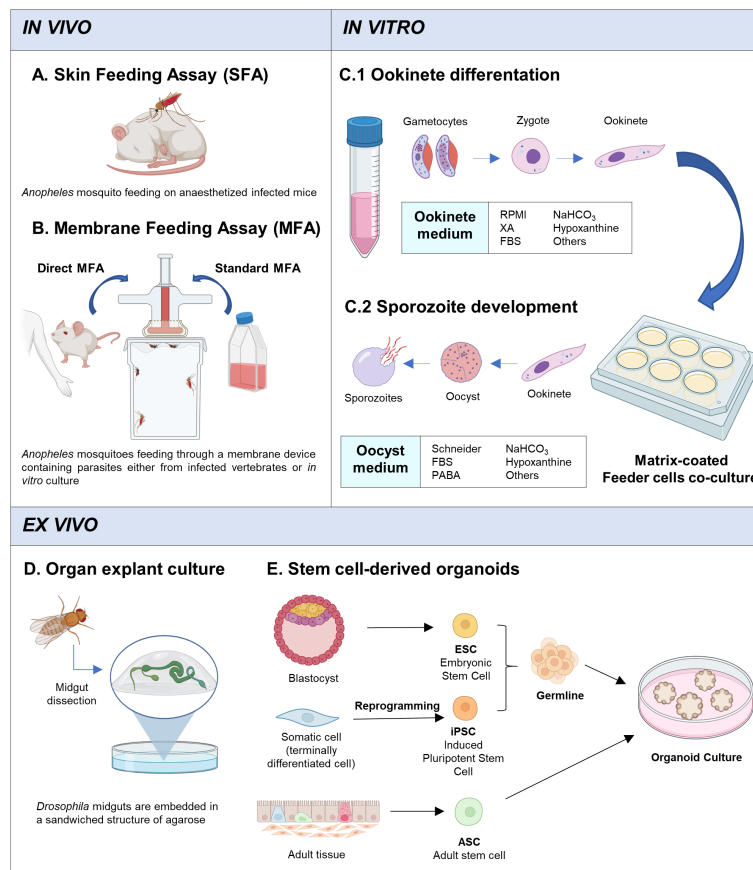 IN VIVO
A. Skin Feeding Assay (SFA)
Anopheles mosquito feeding on anaesthetized infected mice
B. Membrane Feeding Assay (MFA)
Direct MFA
Standard MFA
Anopheles mosquitoes feeding through a membrane device
containing parasites either from infected vertebrates or in
vitro culture
IN VITRO
C.1 Ookinete differentation
Gametocytes
Zygote
Ookinete
Ookinete
medium
RPMI NaHCO₃
XA Hypoxanthine
FBS Others
C.2 Sporozoite development
Sporozoites
Oocyst
Ookinete
Oocyst
medium
Schneider NaHCO₃
FBS Hypoxanthine
PABA Others
Matrix-coated
Feeder cells co-culture
EX VIVO
D. Organ explant culture
Midgut
dissection
Drosophila midguts are embedded in
a sandwiched structure of agarose
E. Stem cell-derived organoids
Blastocyst
ESC
Embryonic
Stem Cell
Reprogramming
Somatic cell
(terminally
differentiated cell)
iPSC
Induced
Pluripotent Stem
Cell
Germline
Organoid Culture
Adult tissue
ASC
Adult stem cell